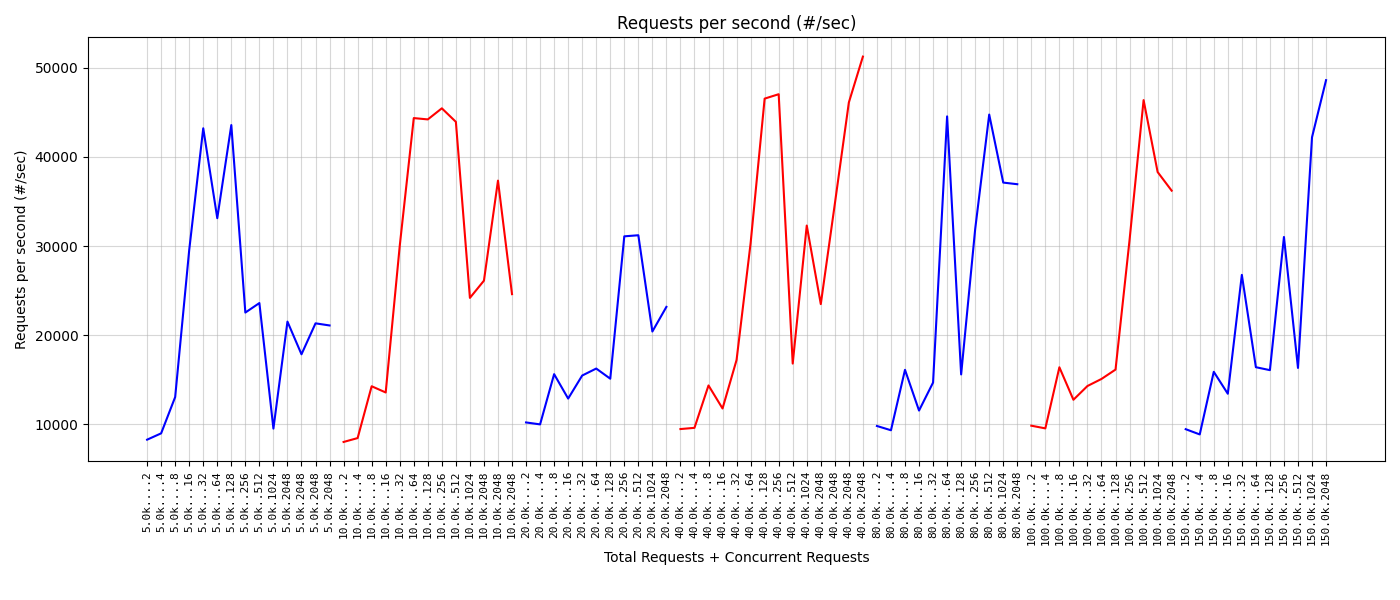 Requests per second (#/sec)
Requests per second (#/sec)
50000
40000
30000
20000
10000
5.0k....2
5.0k....4
5.0k....8
5.0k...16
5.0k...32
5.0k...64
5.0k..128
5.0k..256
5.0k..512
5.0k.1024
5.0k.2048
5.0k.2048
5.0k.2048
5.0k.2048
10.0k....2
10.0k....4
10.0k....8
10.0k...16
10.0k...32
10.0k...64
10.0k..128
10.0k..256
10.0k..512
10.0k.1024
10.0k.2048
10.0k.2048
10.0k.2048
20.0k....2
20.0k....4
20.0k....8
20.0k...16
20.0k...32
20.0k...64
20.0k..128
20.0k..256
20.0k..512
20.0k.1024
20.0k.2048
40.0k....2
40.0k....4
40.0k....8
40.0k...16
40.0k...32
40.0k...64
40.0k..128
40.0k..256
40.0k..512
40.0k.1024
40.0k.2048
40.0k.2048
40.0k.2048
40.0k.2048
80.0k....2
80.0k....4
80.0k....8
80.0k...16
80.0k...32
80.0k...64
80.0k..128
80.0k..256
80.0k..512
80.0k.1024
80.0k.2048
100.0k....2
100.0k....4
100.0k....8
100.0k...16
100.0k...32
100.0k...64
100.0k..128
100.0k..256
100.0k..512
100.0k.1024
100.0k.2048
150.0k....2
150.0k....4
150.0k....8
150.0k...16
150.0k...32
150.0k...64
150.0k..128
150.0k..256
150.0k..512
150.0k.1024
150.0k.2048
Total Requests + Concurrent Requests